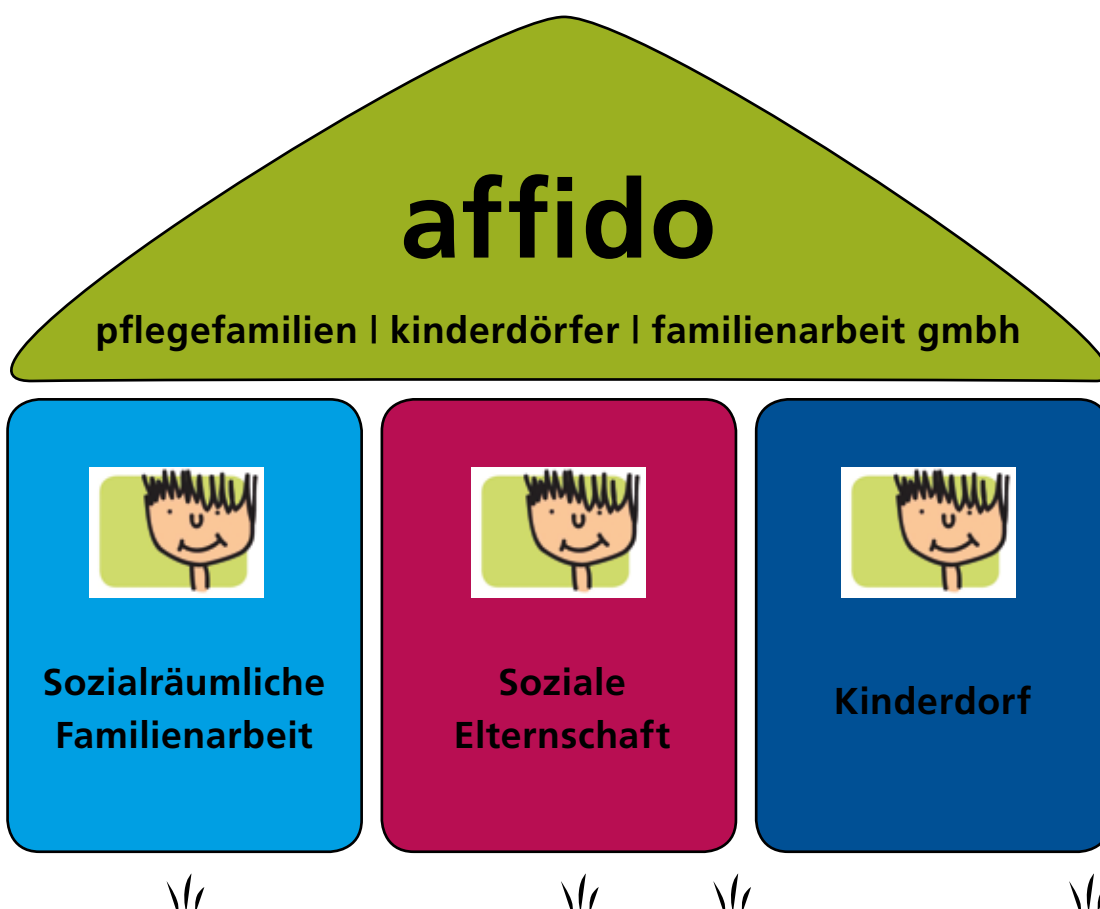 affido
pflegefamilien | kinderdörfer | familienarbeit gmbh
Sozialräumliche
Familienarbeit
Soziale
Elternschaft
Kinderdorf